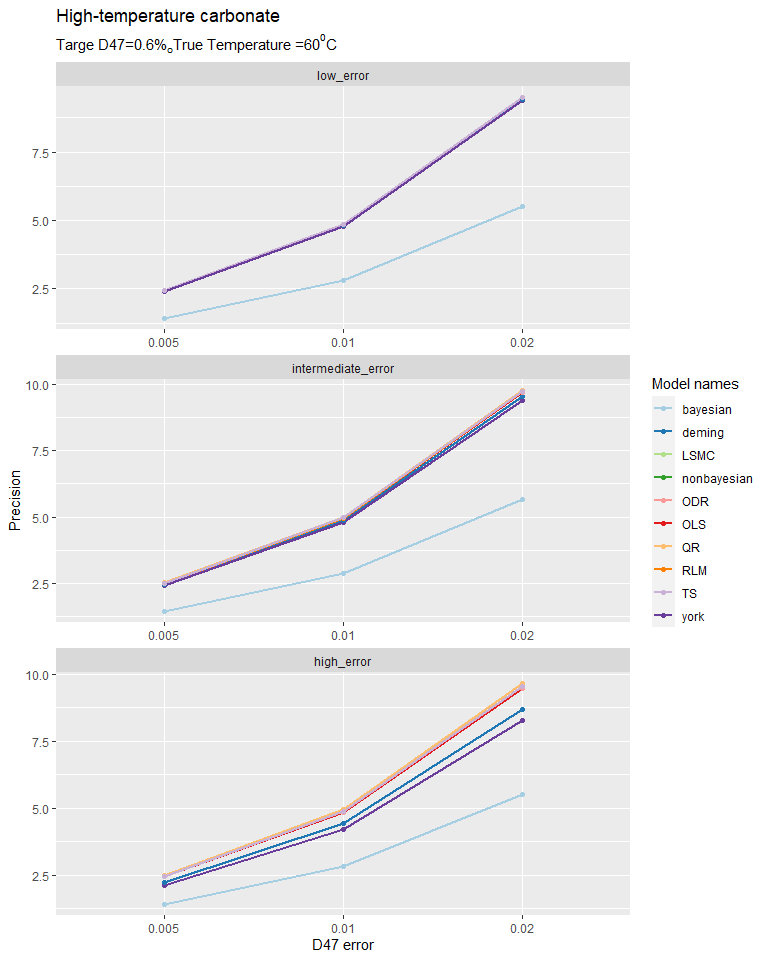 High-temperature carbonate
Targe D47=0.6%oTrue Temperature =60⁰C
low_error
7.5
5.0
2.5
0.005 0.01 0.02
intermediate_error
10.0
7.5
5.0
2.5
0.005 0.01 0.02
high_error
10.0
7.5
5.0
2.5
0.005 0.01 0.02
D47 error
Precision
Model names
bayesian
deming
LSMC
nonbayesian
ODR
OLS
QR
RLM
TS
york